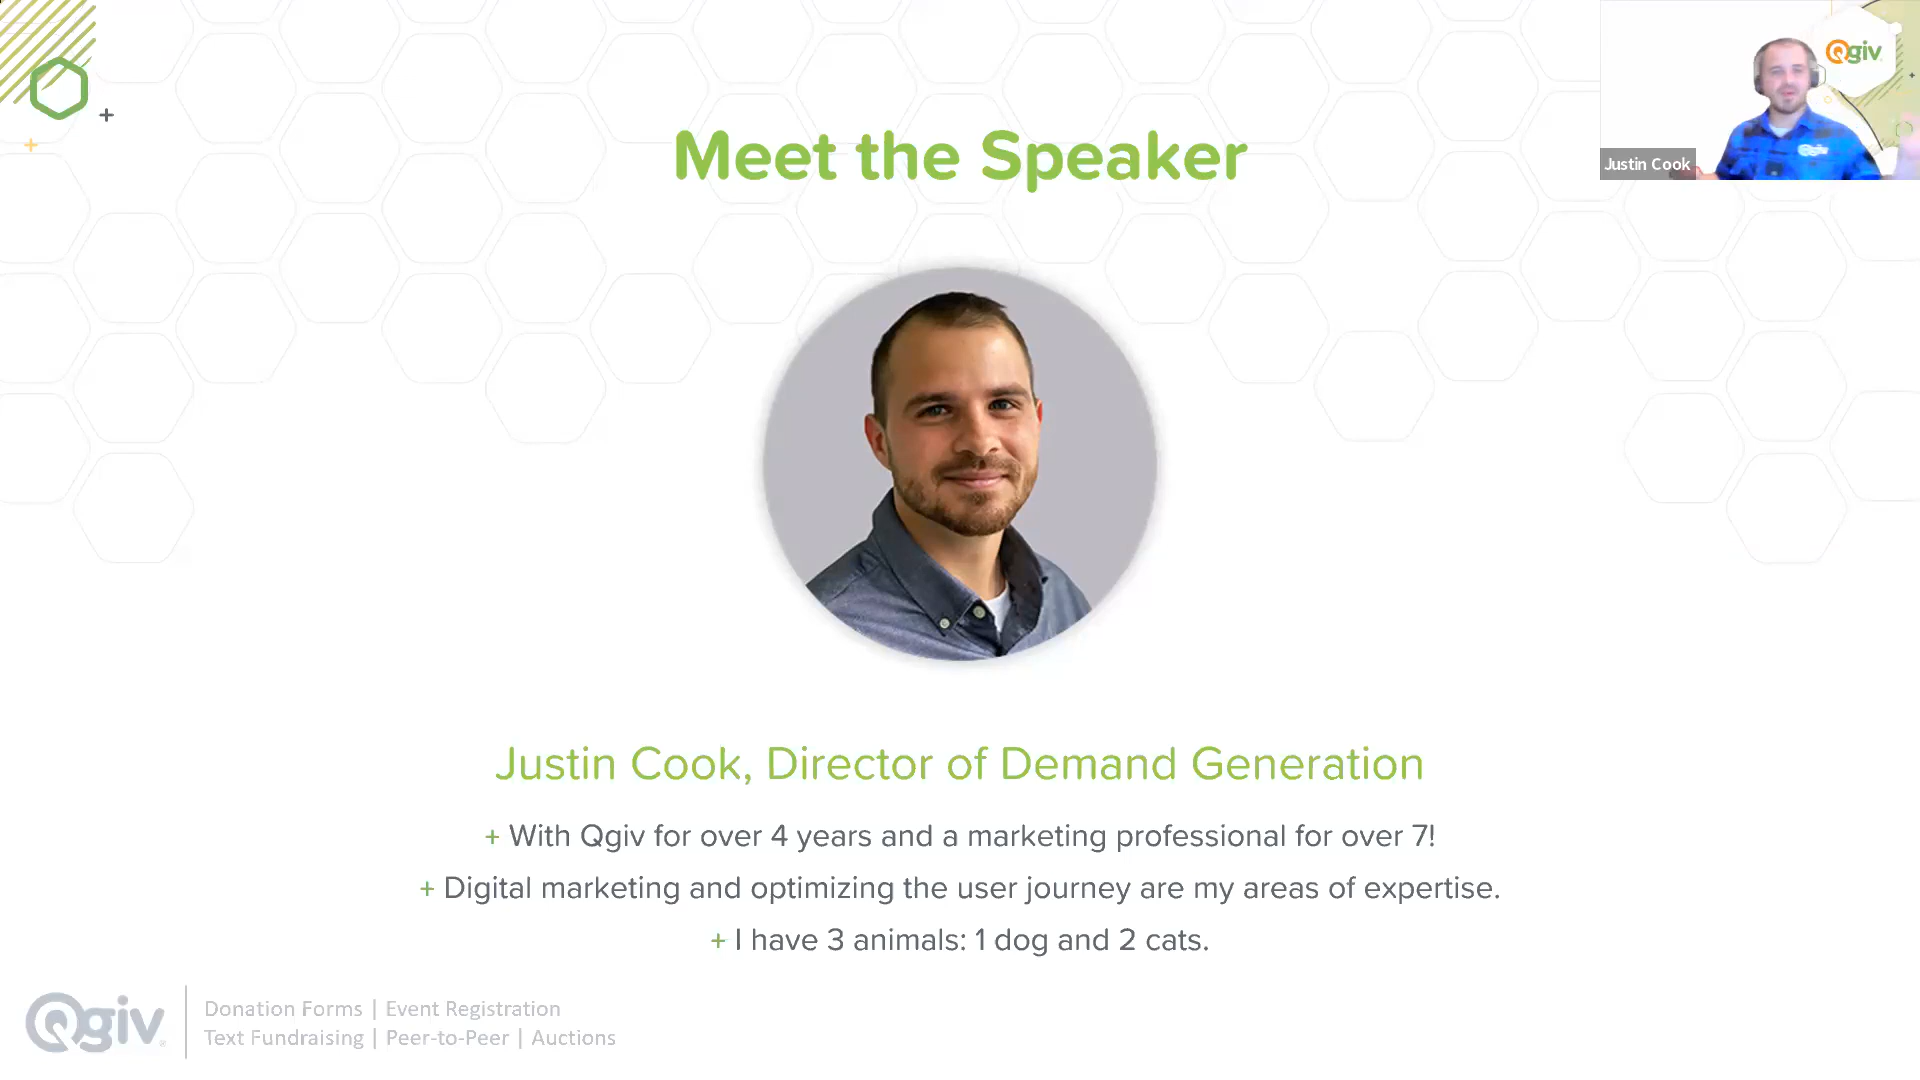 Qgiv
Justin Cook
Qgiv
Meet the Speaker
Justin Cook, Director of Demand Generation
+ With Qgiv for over 4 years and a marketing professional for over 7!
+ Digital marketing and optimizing the user journey are my areas of expertise.
+ I have 3 animals: 1 dog and 2 cats.
Qgiv
Donation Forms | Event Registration
Text Fundraising | Peer-to-Peer | Auctions